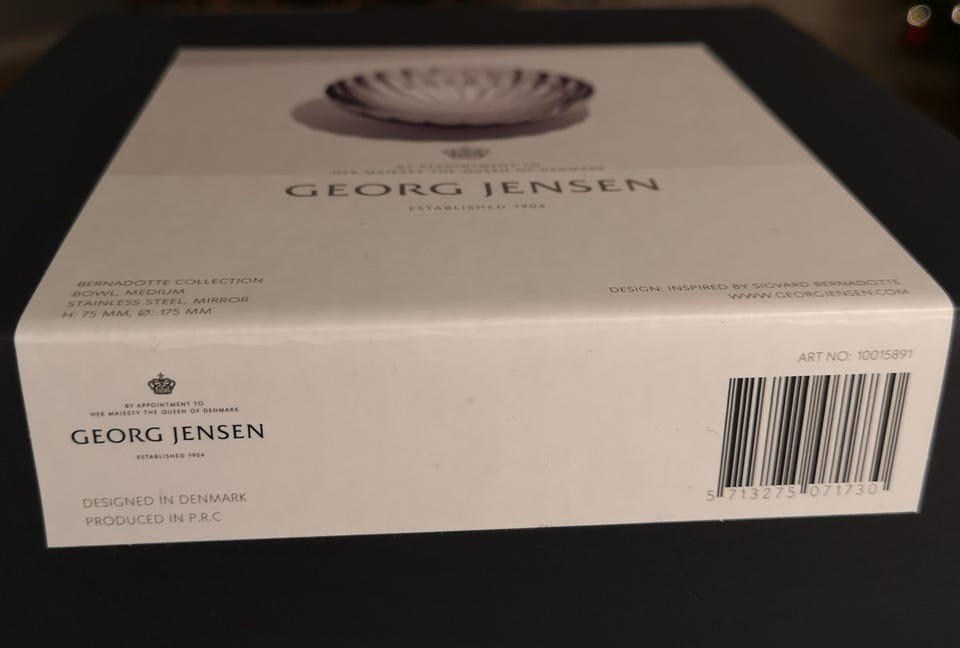 BY APPOINTMENT TO
HER MAJESTY THE QUEEN OF DENMARK
GEORG JENSEN
ESTABLISHED 1904
BERNADOTTE COLLECTION
BOWL, MEDIUM
STAINLESS STEEL, MIRROR
H: 75 MM, Ø: 175 MM
DESIGN: INSPIRED BY SIGVARD BERNADOTTE
WWW.GEORGJENSEN.COM
BY APPOINTMENT TO
HER MAJESTY THE QUEEN OF DENMARK
GEORG JENSEN
ESTABLISHED 1904
DESIGNED IN DENMARK
PRODUCED IN P.R.C
ART NO: 10015891
5 713275 071730